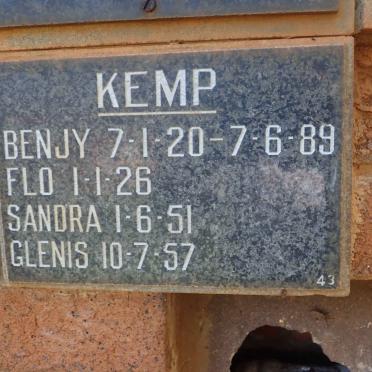 KEMP
BENJY 7-1-20-7-6-89
FLO 1-1-26
SANDRA 1-6-51
GLENIS 10-7-57
43